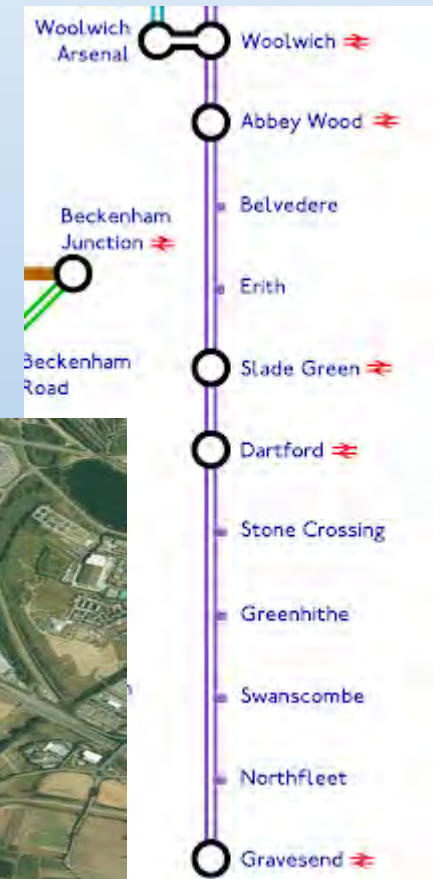 Woolwich
Arsenal
Woolwich
Abbey Wood
Belvedere
Beckenham
Junction
Erith
Beckenham
Road
Slade Green
Dartford
Stone Crossing
Greenhithe
Swanscombe
Northfleet
Gravesend